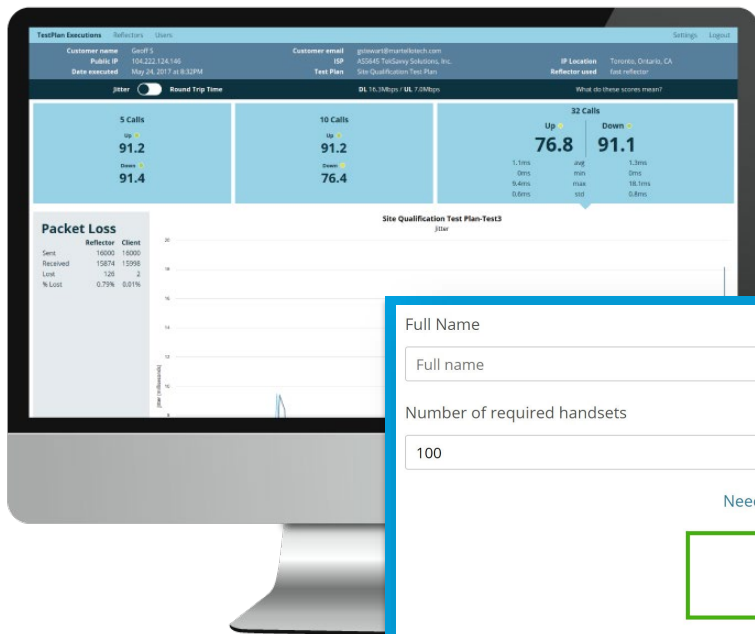 TestPlan Executions Reflectors Users Settings Logout
Customer name Geoff S Customer email gstewart@martellotech.com
Public IP 104.222.124.146 ISP AS5645 TekSavvy Solutions, Inc. IP Location Toronto, Ontario, CA
Date executed May 24, 2017 at 8:32PM Test Plan Site Qualification Test Plan Reflector used fast reflector
Jitter Round Trip Time DL 16.3Mbps / UL 7.0Mbps What do these scores mean?
5 Calls
Up
91.2
Down
91.4
10 Calls
Up
91.2
Down
76.4
32 Calls
Up Down
76.8 91.1
1.1ms avg 1.3ms
0ms min 0ms
9.4ms max 18.1ms
0.6ms std 0.8ms
Packet Loss
Reflector Client
Sent 16000 16000
Received 15874 15998
Lost 126 2
% Lost 0.79% 0.01%
Site Qualification Test Plan-Test3
Jitter
20
18
16
14
12
10
8
Jitter (milliseconds)
Full Name
Full name
Number of required handsets
100
Need